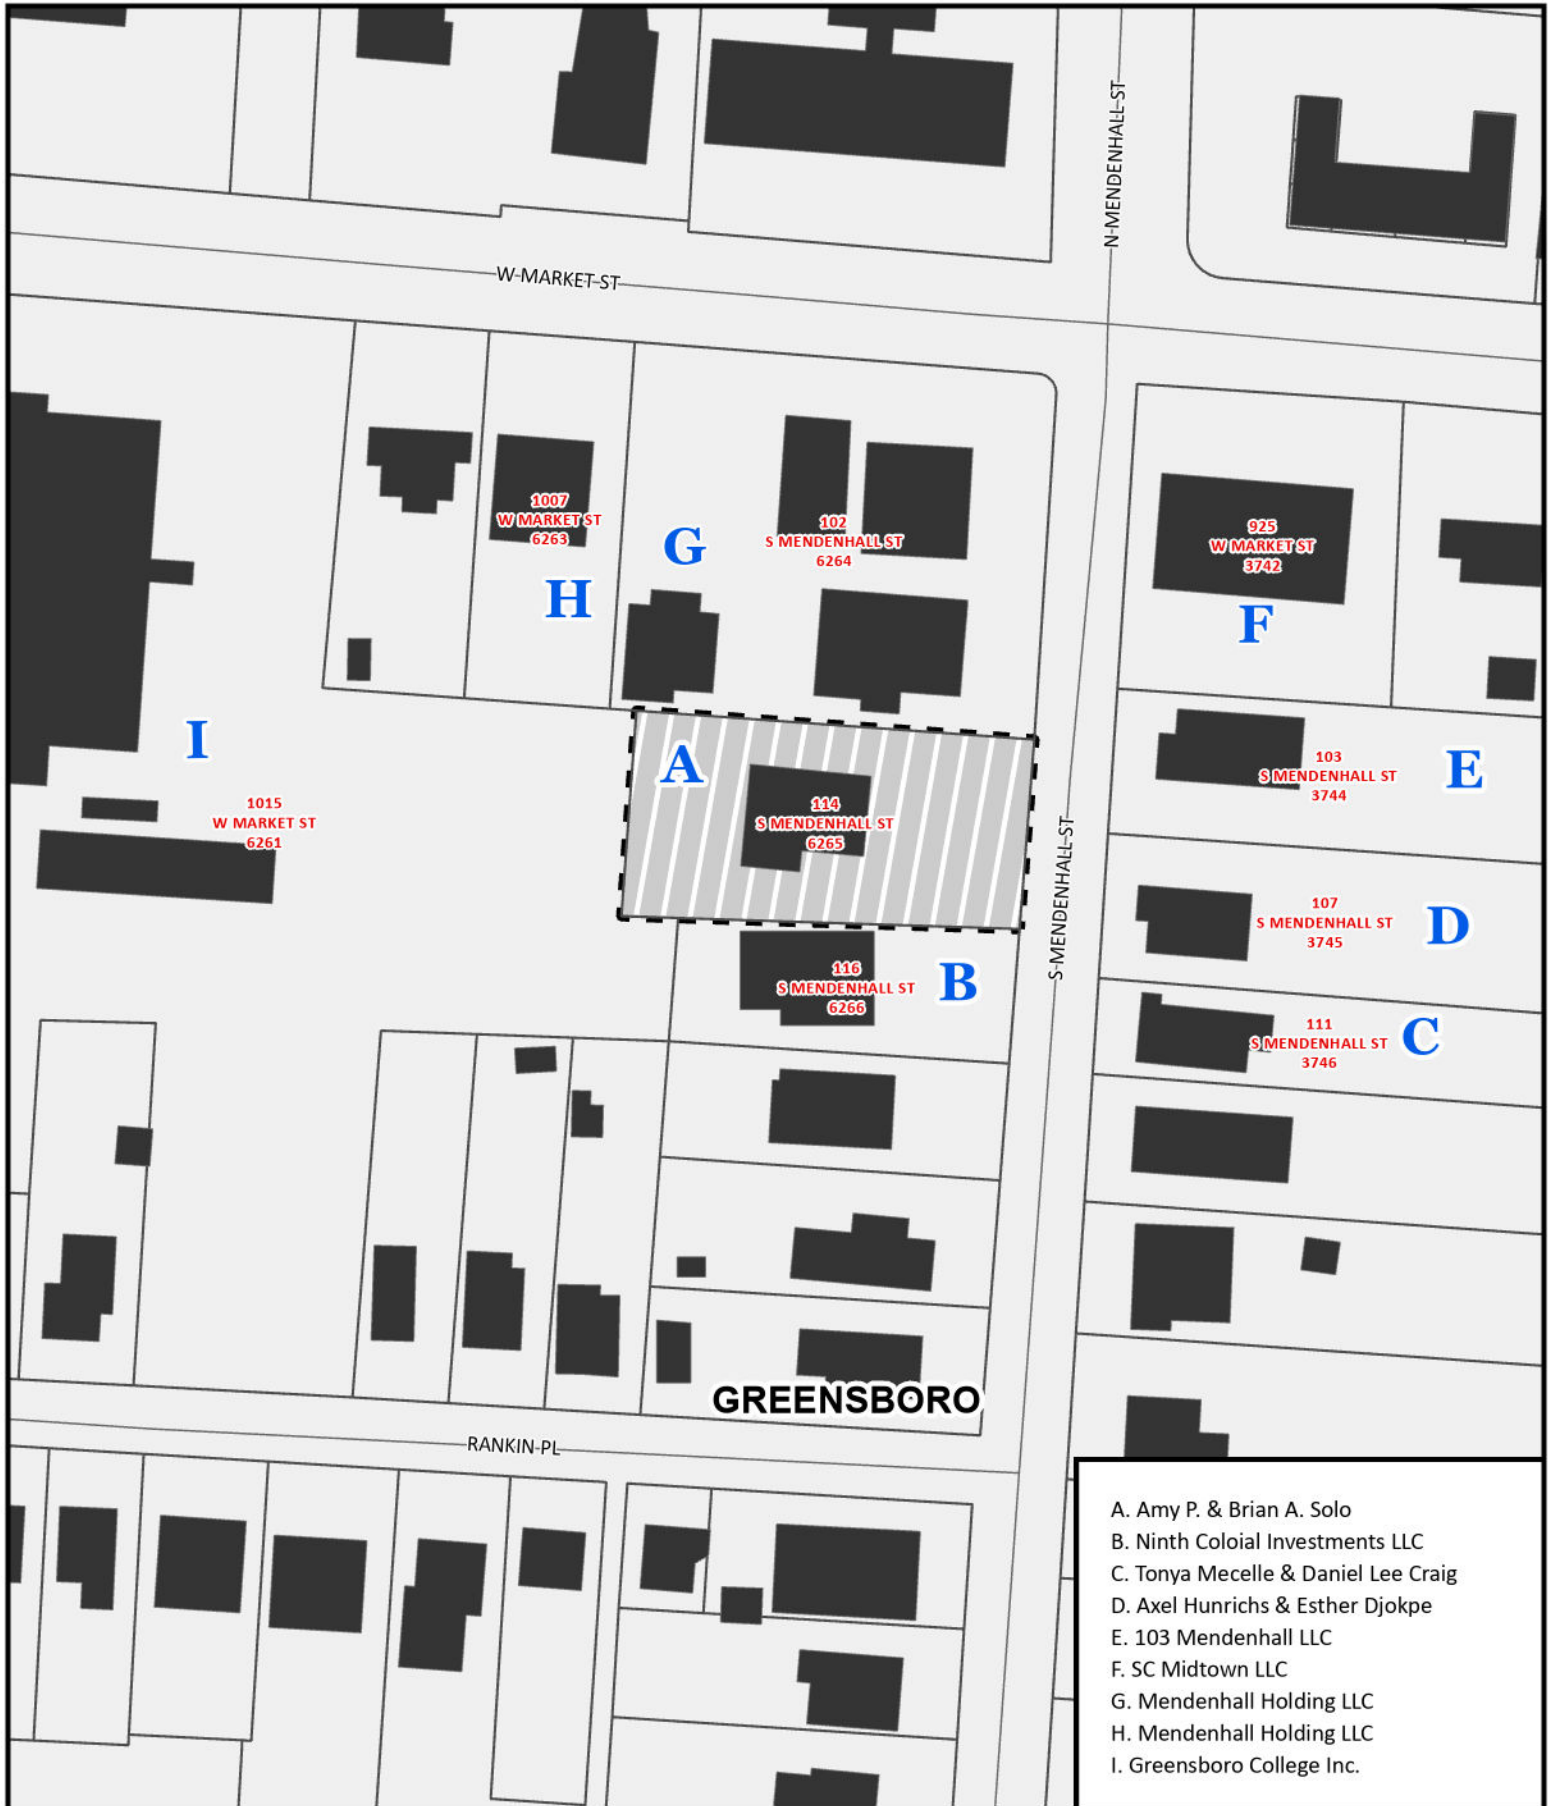 N-MENDENHALL-ST
W-MARKET-ST
1007
W MARKET ST
6263
G
102
S MENDENHALL ST
6264
925
W MARKET ST
3742
H
F
I
A
103
S MENDENHALL ST
3744
E
1015
W MARKET ST
6261
114
S MENDENHALL ST
6265
S-MENDENHALL-ST
107
S MENDENHALL ST
3745
D
116
S MENDENHALL ST
6266
B
111
S MENDENHALL ST
3746
C
GREENSBORO
RANKIN-PL
A. Amy P. & Brian A. Solo
B. Ninth Coloial Investments LLC
C. Tonya Mecelle & Daniel Lee Craig
D. Axel Hunrichs & Esther Djokpe
E. 103 Mendenhall LLC
F. SC Midtown LLC
G. Mendenhall Holding LLC
H. Mendenhall Holding LLC
I. Greensboro College Inc.